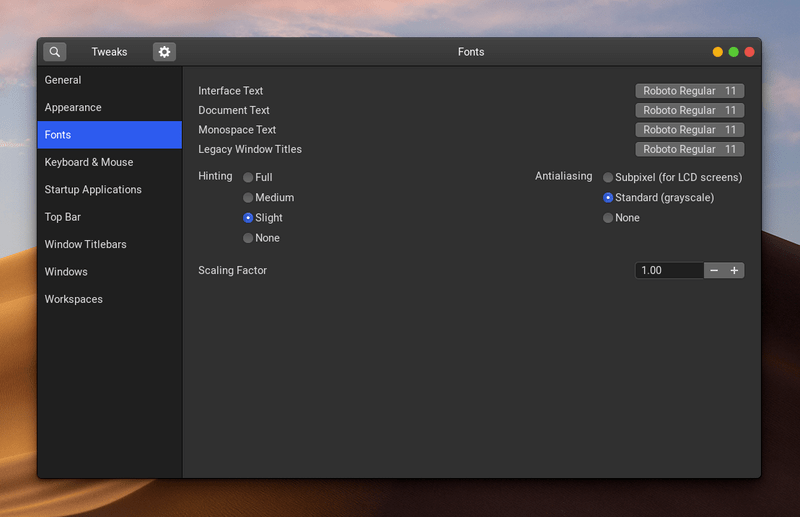 Tweaks
Fonts
General
Appearance
Fonts
Keyboard & Mouse
Startup Applications
Top Bar
Window Titlebars
Windows
Workspaces
Interface Text Roboto Regular 11
Document Text Roboto Regular 11
Monospace Text Roboto Regular 11
Legacy Window Titles Roboto Regular 11
Hinting
Full
Medium
Slight
None
Antialiasing
Subpixel (for LCD screens)
Standard (grayscale)
None
Scaling Factor 1.00 − +